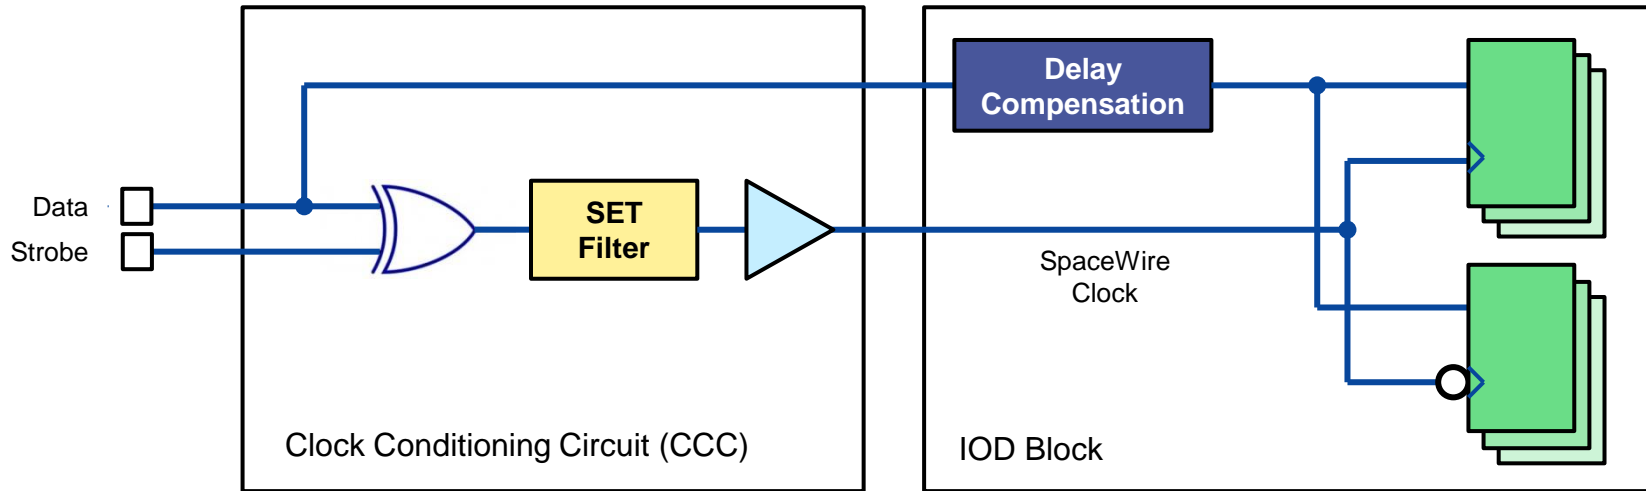 Data
Strobe
SET
Filter
Clock Conditioning Circuit (CCC)
Delay
Compensation
SpaceWire
Clock
IOD Block